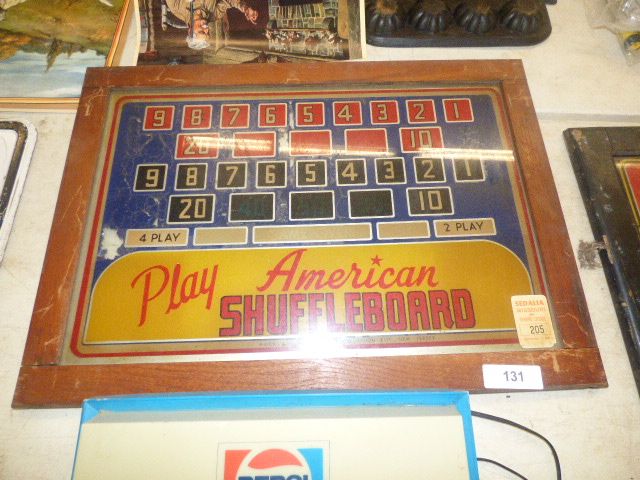 9 8 7 6 5 4 3 2 1
20 10
9 8 7 6 5 4 3 2 1
20 10
4 PLAY 2 PLAY
Play American
SHUFFLEBOARD
SEDALIA
205
131
PEPSI